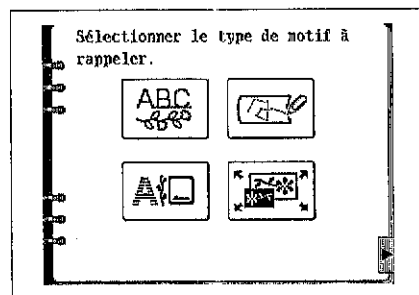 Sélectionner le type de motif à
rappeler.
ABC
A